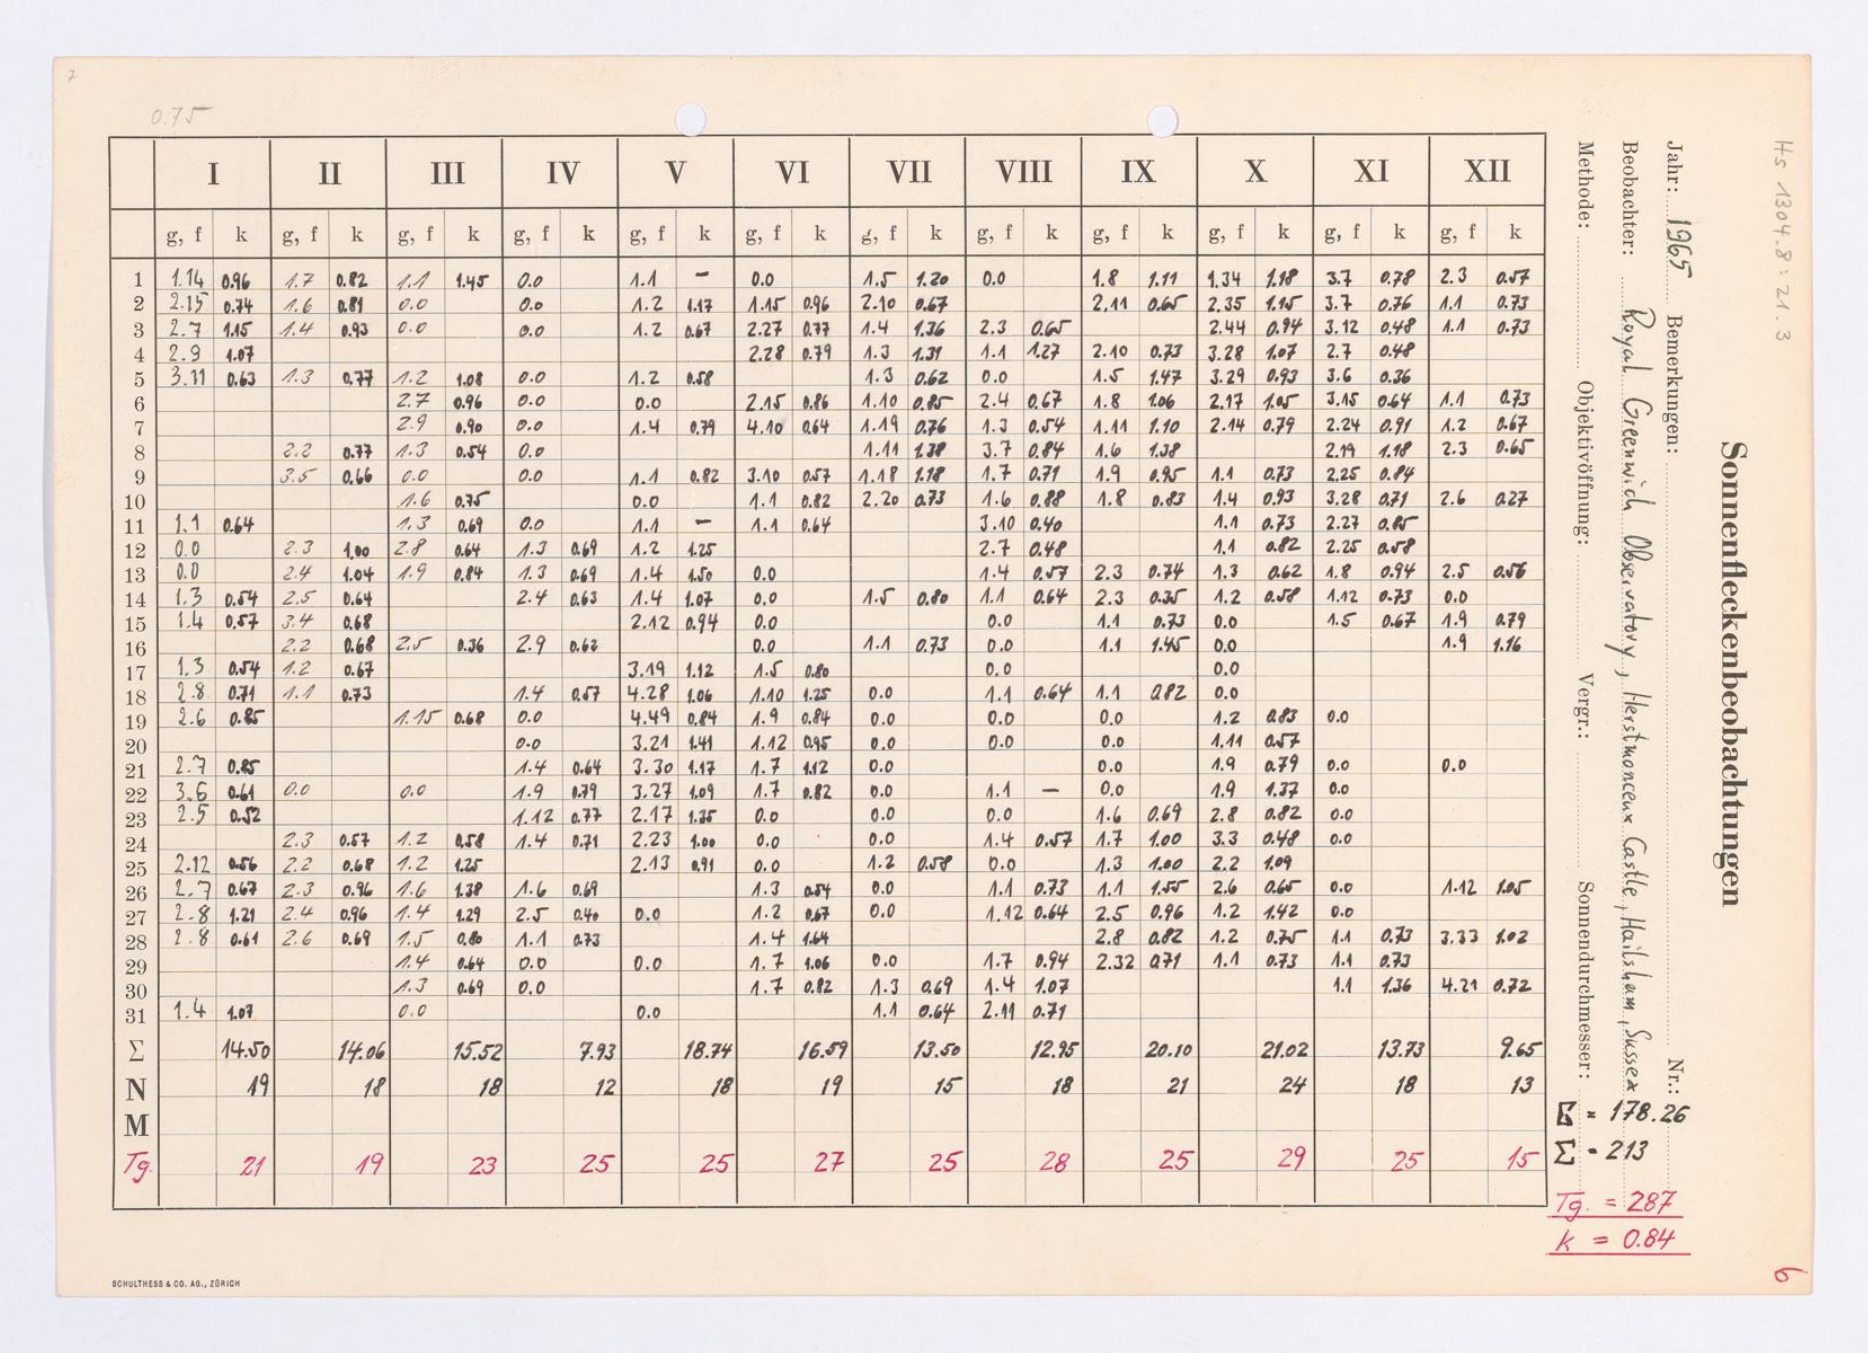 7
0.75
I II III IV V VI VII VIII IX X XI XII
g, f k g, f k g, f k g, f k g, f k g, f k g, f k g, f k g, f k g, f k g, f k g, f k
1 1.14 0.96 1.7 0.82 1.1 1.45 0.0 1.1 – 0.0 1.5 1.20 0.0 1.8 1.11 1.34 1.18 3.7 0.78 2.3 0.57
2 2.15 0.74 1.6 0.81 0.0 0.0 1.2 1.17 1.15 0.96 2.10 0.67 2.11 0.65 2.35 1.15 3.7 0.76 1.1 0.73
3 2.7 1.15 1.4 0.93 0.0 0.0 1.2 0.67 2.27 0.77 1.4 1.36 2.3 0.65 2.44 0.94 3.12 0.48 1.1 0.73
4 2.9 1.07 2.28 0.79 1.3 1.31 1.1 1.27 2.10 0.73 3.28 1.07 2.7 0.48
5 3.11 0.63 1.3 0.77 1.2 1.08 0.0 1.2 0.58 1.3 0.62 0.0 1.5 1.47 3.29 0.93 3.6 0.36
6 2.7 0.96 0.0 0.0 2.15 0.86 1.10 0.85 2.4 0.67 1.8 1.06 2.17 1.05 3.15 0.64 1.1 0.73
7 2.9 0.90 0.0 1.4 0.79 4.10 0.64 1.19 0.76 1.3 0.54 1.11 1.10 2.14 0.79 2.24 0.91 1.2 0.67
8 2.2 0.77 1.3 0.54 0.0 1.11 1.38 3.7 0.84 1.6 1.38 2.19 1.18 2.3 0.65
9 3.5 0.66 0.0 0.0 1.1 0.82 3.10 0.57 1.18 1.18 1.7 0.71 1.9 0.95 1.1 0.73 2.25 0.84
10 1.6 0.75 0.0 1.1 0.82 2.20 0.73 1.6 0.88 1.8 0.83 1.4 0.93 3.28 0.71 2.6 0.27
11 1.1 0.64 1.3 0.69 0.0 1.1 – 1.1 0.64 3.10 0.40 1.1 0.73 2.27 0.85
12 0.0 2.3 1.00 2.8 0.64 1.3 0.69 1.2 1.25 2.7 0.48 1.1 0.82 2.25 0.58
13 0.0 2.4 1.04 1.9 0.84 1.3 0.69 1.4 1.50 0.0 1.4 0.57 2.3 0.74 1.3 0.62 1.8 0.94 2.5 0.56
14 1.3 0.54 2.5 0.64 2.4 0.63 1.4 1.07 0.0 1.5 0.80 1.1 0.64 2.3 0.35 1.2 0.58 1.12 0.73 0.0
15 1.4 0.57 3.4 0.68 2.12 0.94 0.0 0.0 1.1 0.73 0.0 1.5 0.67 1.9 0.79
16 2.2 0.68 2.5 0.36 2.9 0.62 0.0 1.1 0.73 0.0 1.1 1.45 0.0 1.9 1.16
17 1.3 0.54 1.2 0.67 3.19 1.12 1.5 0.80 0.0 0.0
18 2.8 0.71 1.1 0.73 1.4 0.57 4.28 1.06 1.10 1.25 0.0 1.1 0.64 1.1 0.82 0.0
19 2.6 0.85 1.15 0.68 0.0 4.49 0.84 1.9 0.84 0.0 0.0 0.0 1.2 0.83 0.0
20 0.0 3.21 1.41 1.12 0.95 0.0 0.0 0.0 1.11 0.57
21 2.7 0.85 1.4 0.64 3.30 1.17 1.7 1.12 0.0 0.0 1.9 0.79 0.0 0.0
22 3.6 0.61 0.0 0.0 1.9 0.79 3.27 1.09 1.7 0.82 0.0 1.1 – 0.0 1.9 1.37 0.0
23 2.5 0.52 1.12 0.77 2.17 1.35 0.0 0.0 0.0 1.6 0.69 2.8 0.82 0.0
24 2.3 0.57 1.2 0.58 1.4 0.71 2.23 1.00 0.0 0.0 1.4 0.57 1.7 1.00 3.3 0.48 0.0
25 2.12 0.56 2.2 0.68 1.2 1.25 2.13 0.91 0.0 1.2 0.58 0.0 1.3 1.00 2.2 1.09
26 2.7 0.67 2.3 0.96 1.6 1.38 1.6 0.69 1.3 0.54 0.0 1.1 0.73 1.1 1.55 2.6 0.65 0.0 1.12 1.05
27 2.8 1.21 2.4 0.96 1.4 1.29 2.5 0.40 0.0 1.2 0.67 0.0 1.12 0.64 2.5 0.96 1.2 1.42 0.0
28 2.8 0.61 2.6 0.69 1.5 0.80 1.1 0.73 1.4 1.64 2.8 0.82 1.2 0.75 1.1 0.73 3.33 1.02
29 1.4 0.64 0.0 0.0 1.7 1.06 0.0 1.7 0.94 2.32 0.71 1.1 0.73 1.1 0.73
30 1.3 0.69 0.0 1.7 0.82 1.3 0.69 1.4 1.07 1.1 1.36 4.21 0.72
31 1.4 1.07 0.0 0.0 1.1 0.64 2.11 0.71
Σ 14.50 14.06 15.52 7.93 18.74 16.59 13.50 12.95 20.10 21.02 13.73 9.65
N 19 18 18 12 18 19 15 18 21 24 18 13
M
Tg. 21 19 23 25 25 27 25 28 25 29 25 15
SCHULTHESS & CO. AG., ZÜRICH
Hs 1304.8:21.3
Sonnenfleckenbeobachtungen
Jahr: 1965 Bemerkungen: Nr.:
Beobachter: Royal Greenwich Observatory, Herstmonceux Castle, Hailsham, Sussex
Methode: Objektivöffnung: Vergr.: Sonnendurchmesser:
Σ = 178.26
Σ = 213
Tg. = 287
k = 0.84
6